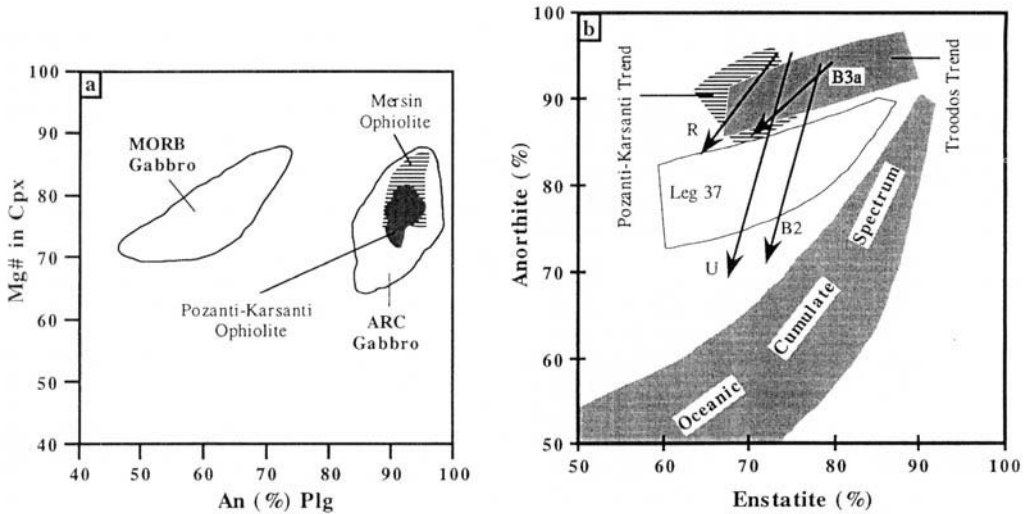 a
100
90
80
70
60
50
40
Mg# in Cpx
40
50
60
70
80
90
100
An (%) Plg
MORB
Gabbro
Mersin
Ophiolite
Pozanti-Karsanti
Ophiolite
ARC
Gabbro
b
100
90
80
70
60
50
Anorthite (%)
50
60
70
80
90
100
Enstatite (%)
Pozanti-Karsanti Trend
Troodos Trend
B3a
R
Leg 37
B2
U
Spectrum
Cumulate
Oceanic